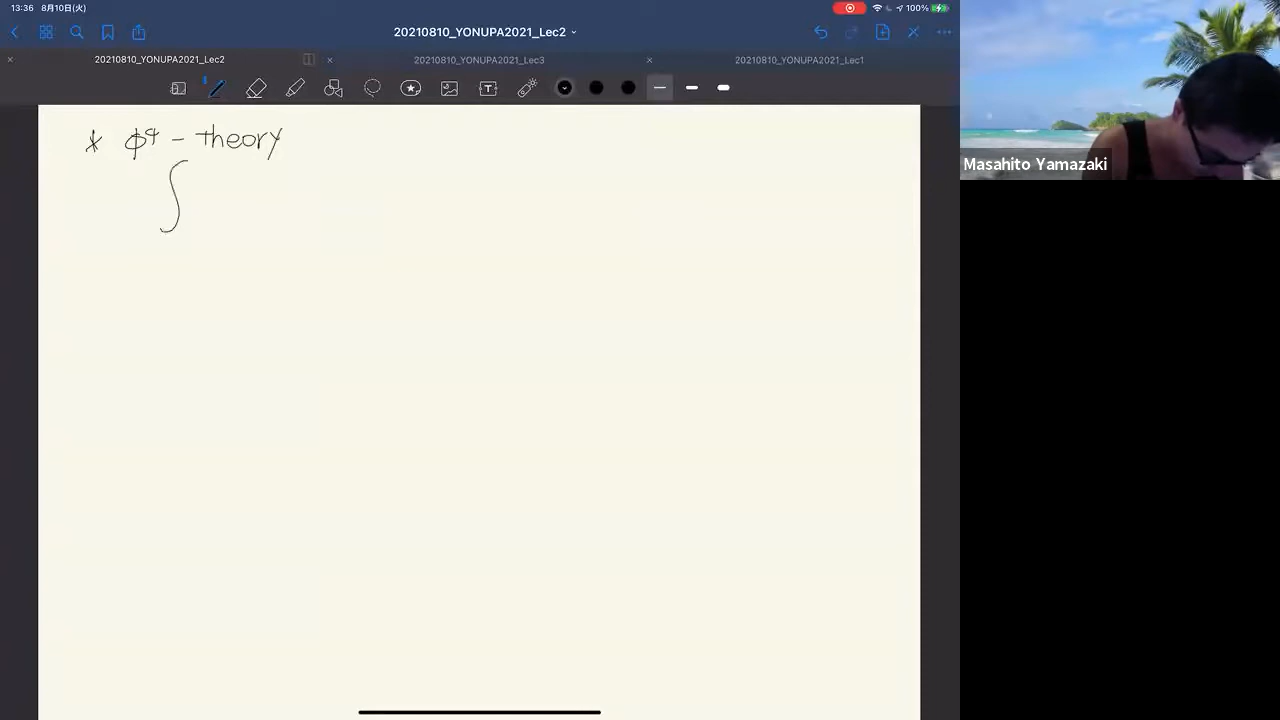 13:36 8月10日(火)
100%
20210810_YONUPA2021_Lec2
20210810_YONUPA2021_Lec2
20210810_YONUPA2021_Lec3
20210810_YONUPA2021_Lec1
* ϕ⁴ - theory
∫
Masahito Yamazaki